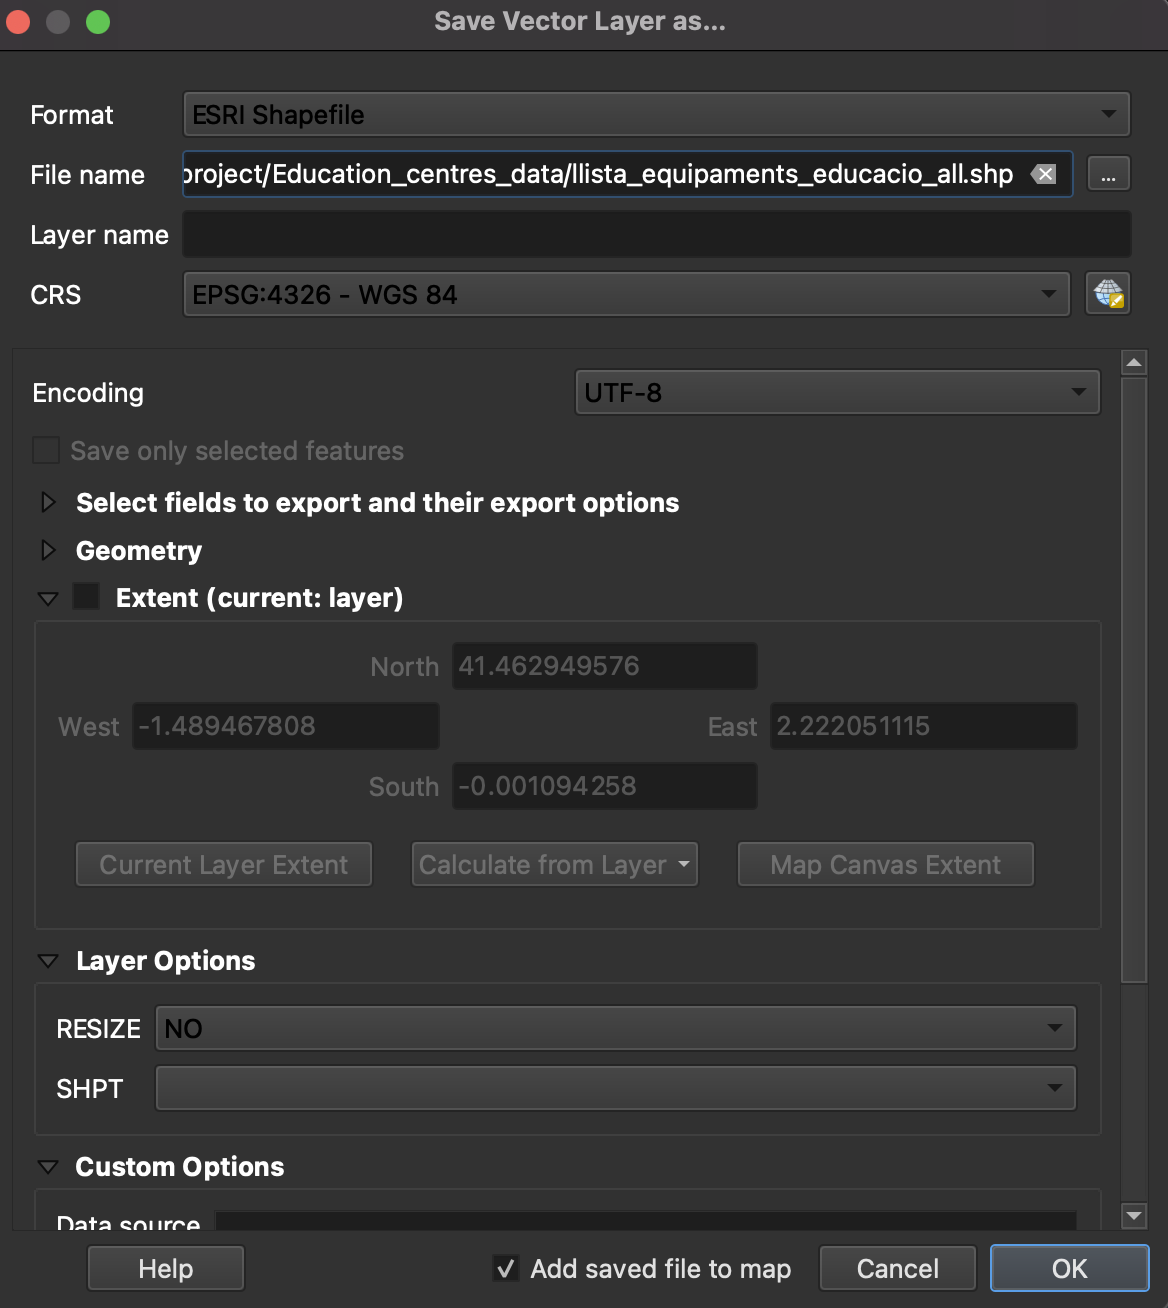 Save Vector Layer as...
Format ESRI Shapefile
File name project/Education_centres_data/llista_equipaments_educacio_all.shp ...
Layer name
CRS EPSG:4326 - WGS 84
Encoding UTF-8
Save only selected features
Select fields to export and their export options
Geometry
Extent (current: layer)
North 41.462949576
West -1.489467808 East 2.222051115
South -0.001094258
Current Layer Extent Calculate from Layer Map Canvas Extent
Layer Options
RESIZE NO
SHPT
Custom Options
Data source
Help Add saved file to map Cancel OK